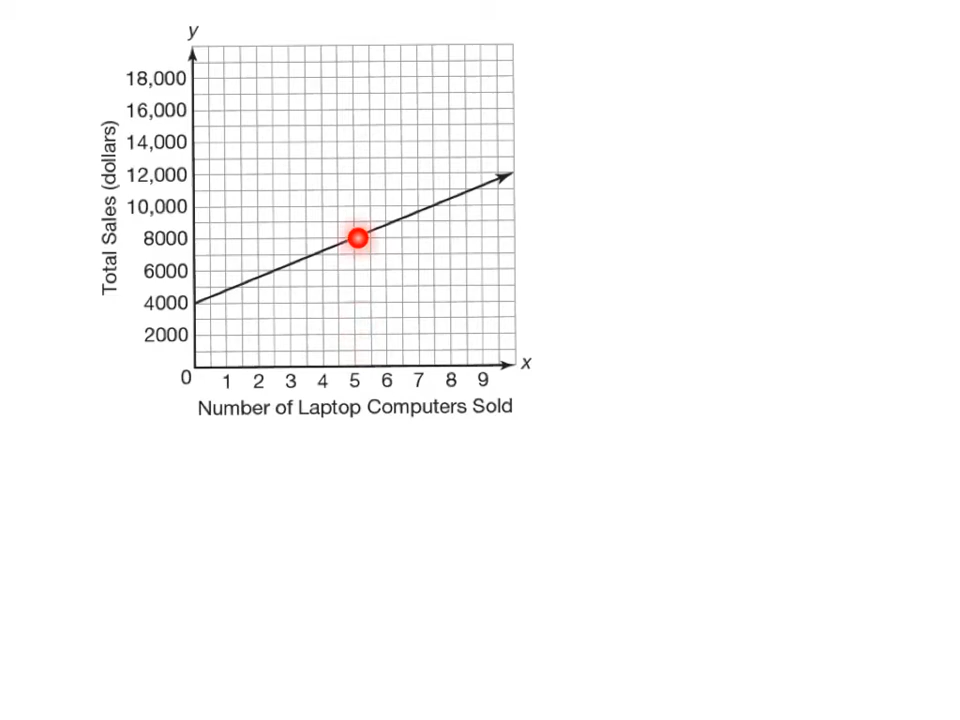 y
Total Sales (dollars)
18,000
16,000
14,000
12,000
10,000
8000
6000
4000
2000
0 1 2 3 4 5 6 7 8 9 x
Number of Laptop Computers Sold